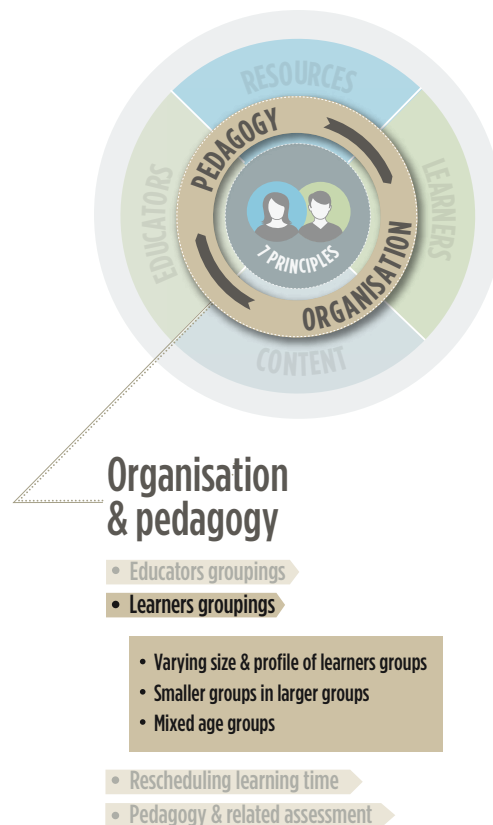 RESOURCES
PEDAGOGY
EDUCATORS
LEARNERS
7 PRINCIPLES
ORGANISATION
CONTENT
Organisation
& pedagogy
• Educators groupings
• Learners groupings
• Varying size & profile of learners groups
• Smaller groups in larger groups
• Mixed age groups
• Rescheduling learning time
• Pedagogy & related assessment